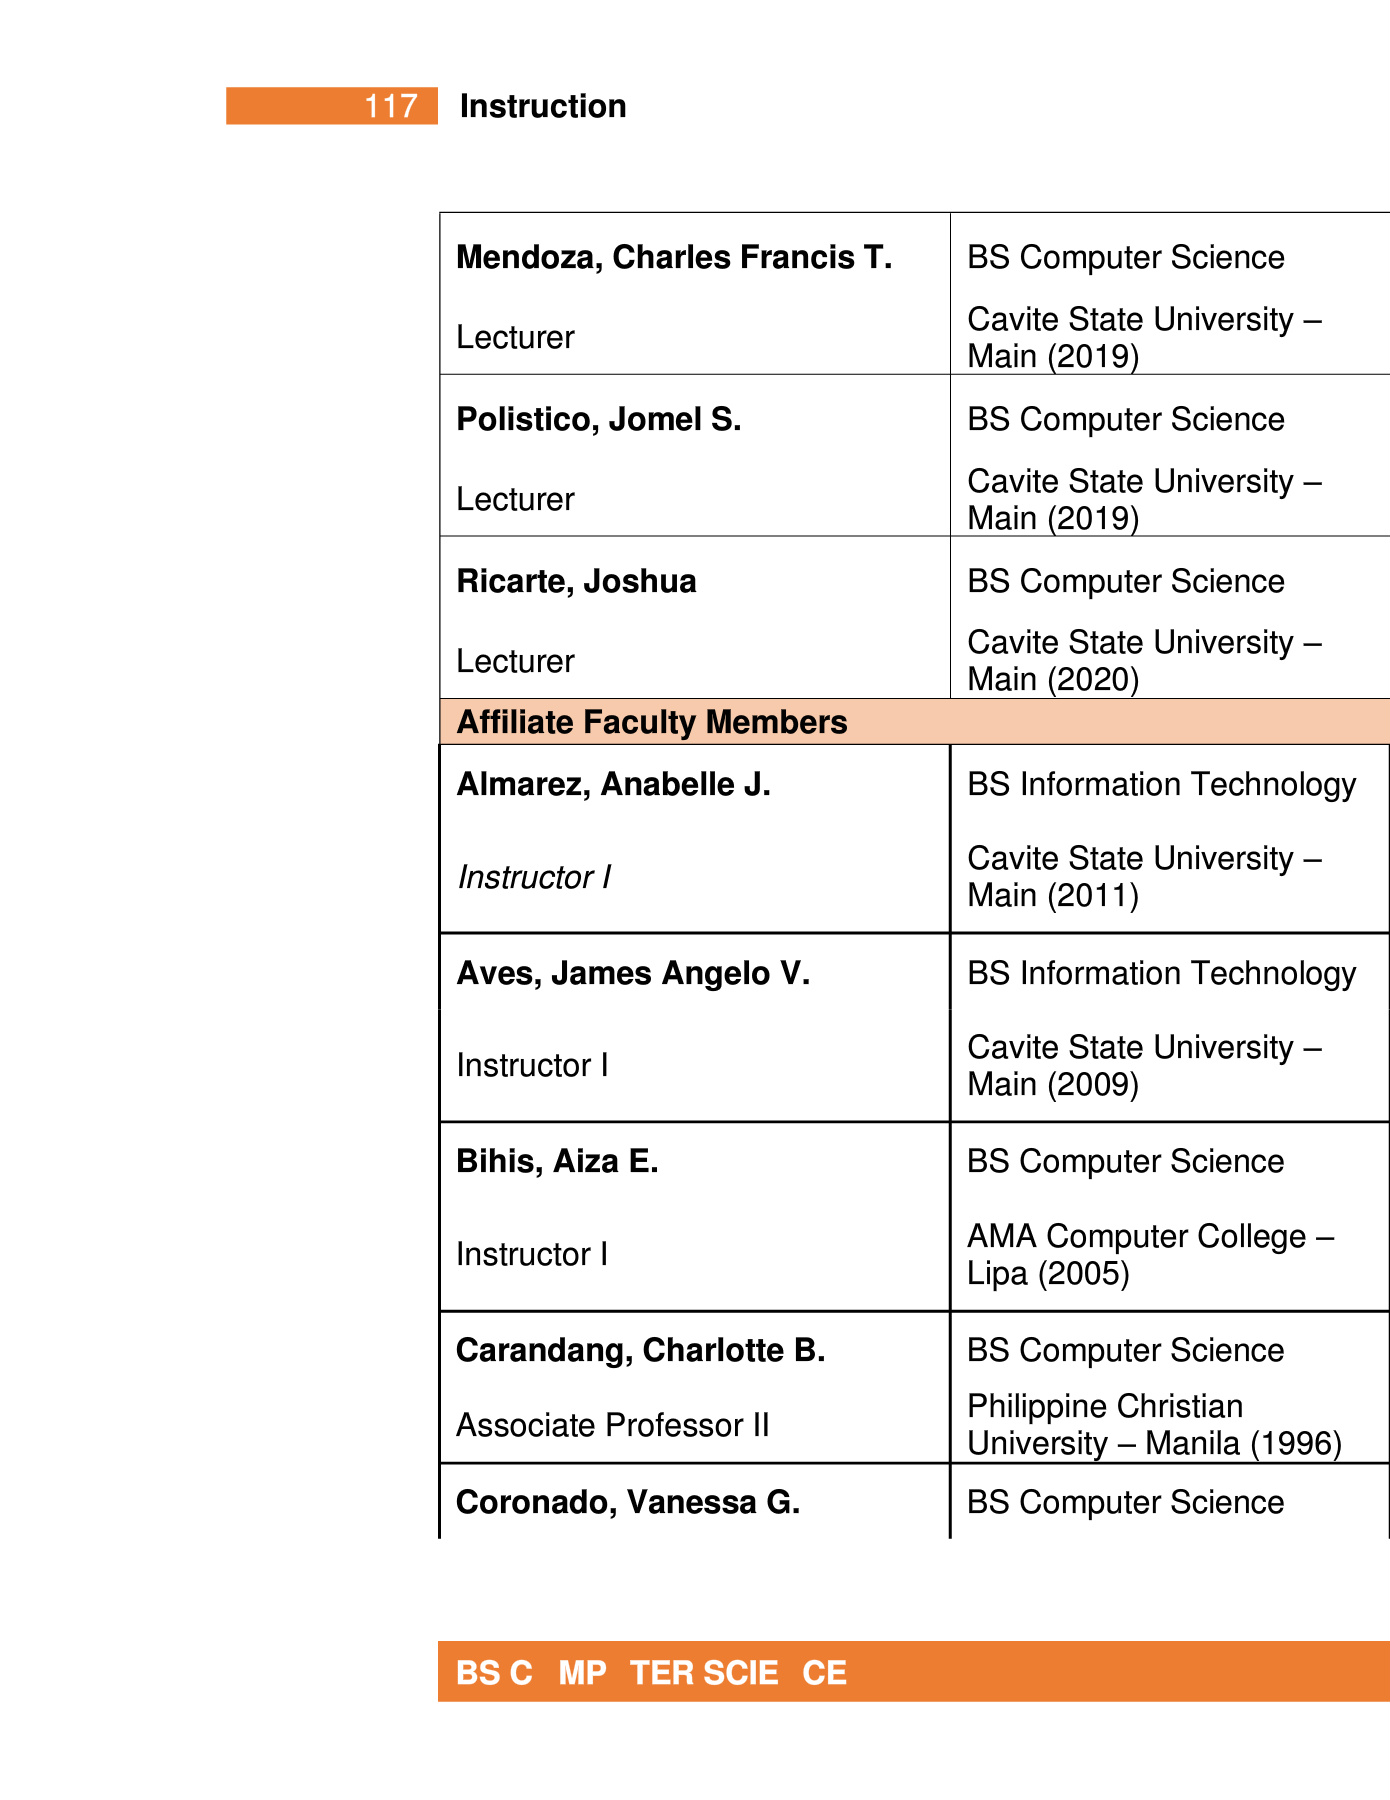 117 Instruction
Mendoza, Charles Francis T.
BS Computer Science
Lecturer
Cavite State University –
Main (2019)
Polistico, Jomel S.
BS Computer Science
Lecturer
Cavite State University –
Main (2019)
Ricarte, Joshua
BS Computer Science
Lecturer
Cavite State University –
Main (2020)
Affiliate Faculty Members
Almarez, Anabelle J.
BS Information Technology
Instructor I
Cavite State University –
Main (2011)
Aves, James Angelo V.
BS Information Technology
Instructor I
Cavite State University –
Main (2009)
Bihis, Aiza E.
BS Computer Science
Instructor I
AMA Computer College –
Lipa (2005)
Carandang, Charlotte B.
BS Computer Science
Associate Professor II
Philippine Christian
University – Manila (1996)
Coronado, Vanessa G.
BS Computer Science
BS C MP TER SCIE CE